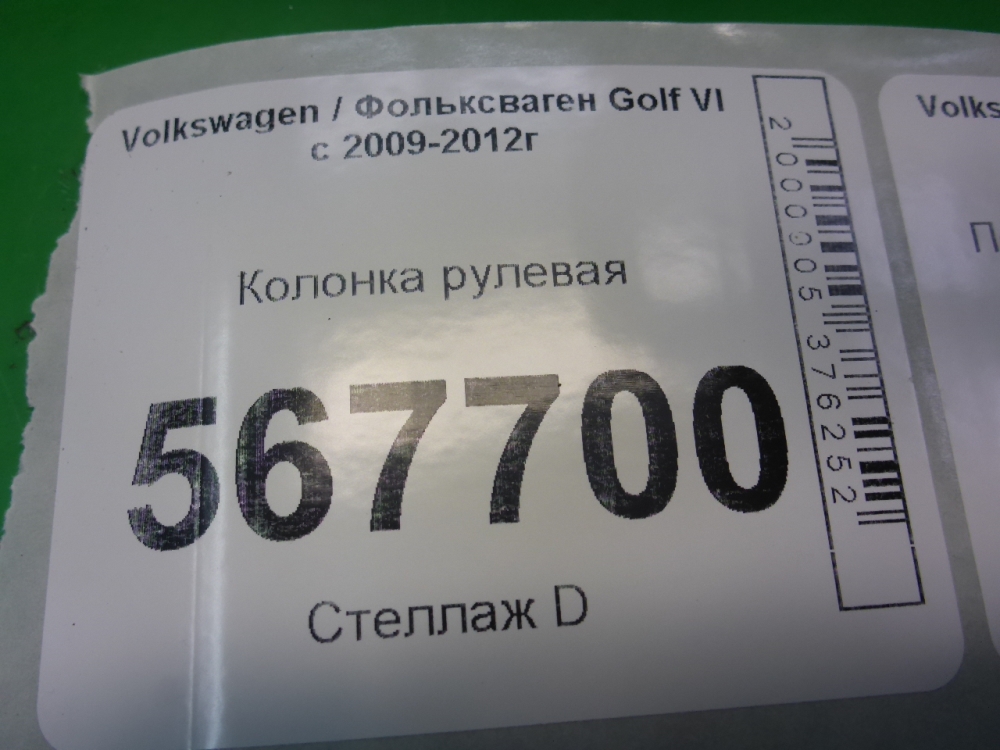 Volkswagen / Фольксваген Golf VI
с 2009-2012г
Колонка рулевая
567700
Стеллаж D
2000005376252
Volks
П